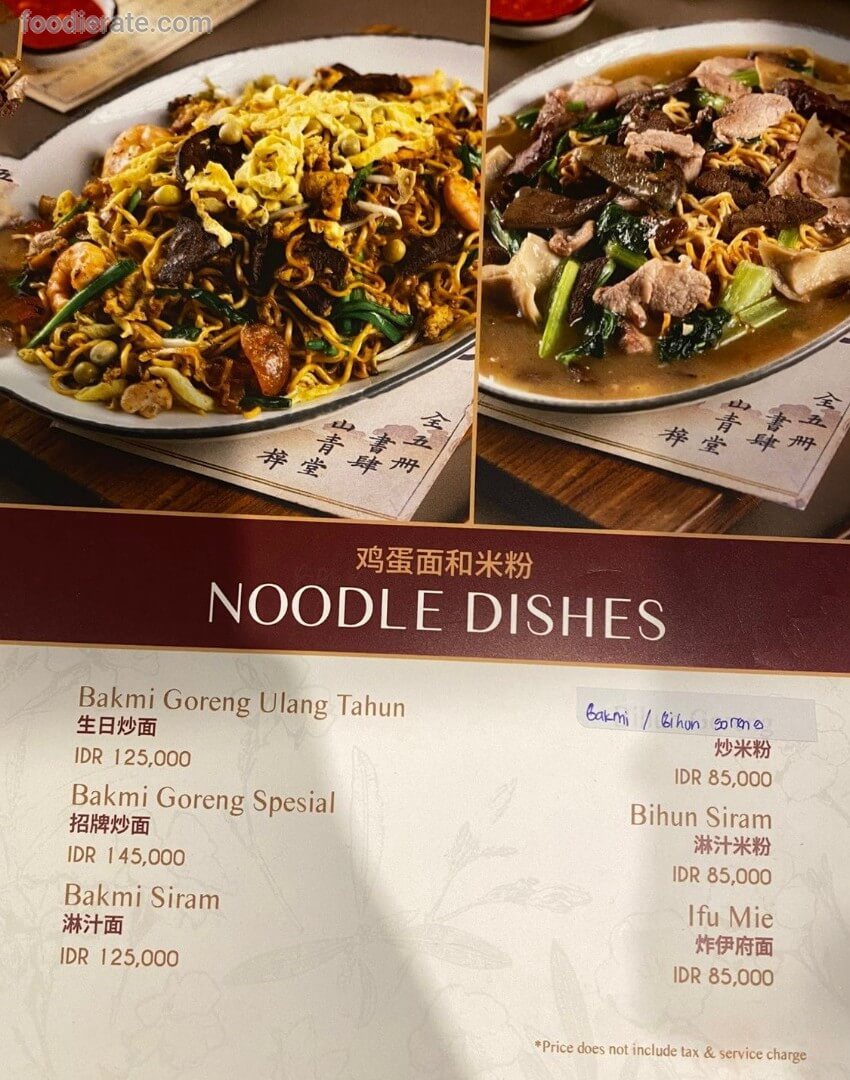 foodierate.com
全五册
書肆
山青堂
梓
全五册
書肆
山青堂
梓
鸡蛋面和米粉
NOODLE DISHES
Bakmi Goreng Ulang Tahun
生日炒面
IDR 125,000
Bakmi Goreng Spesial
招牌炒面
IDR 145,000
Bakmi Siram
淋汁面
IDR 125,000
Bakmi / Bihun goreng
炒米粉
IDR 85,000
Bihun Siram
淋汁米粉
IDR 85,000
Ifu Mie
炸伊府面
IDR 85,000
*Price does not include tax & service charge